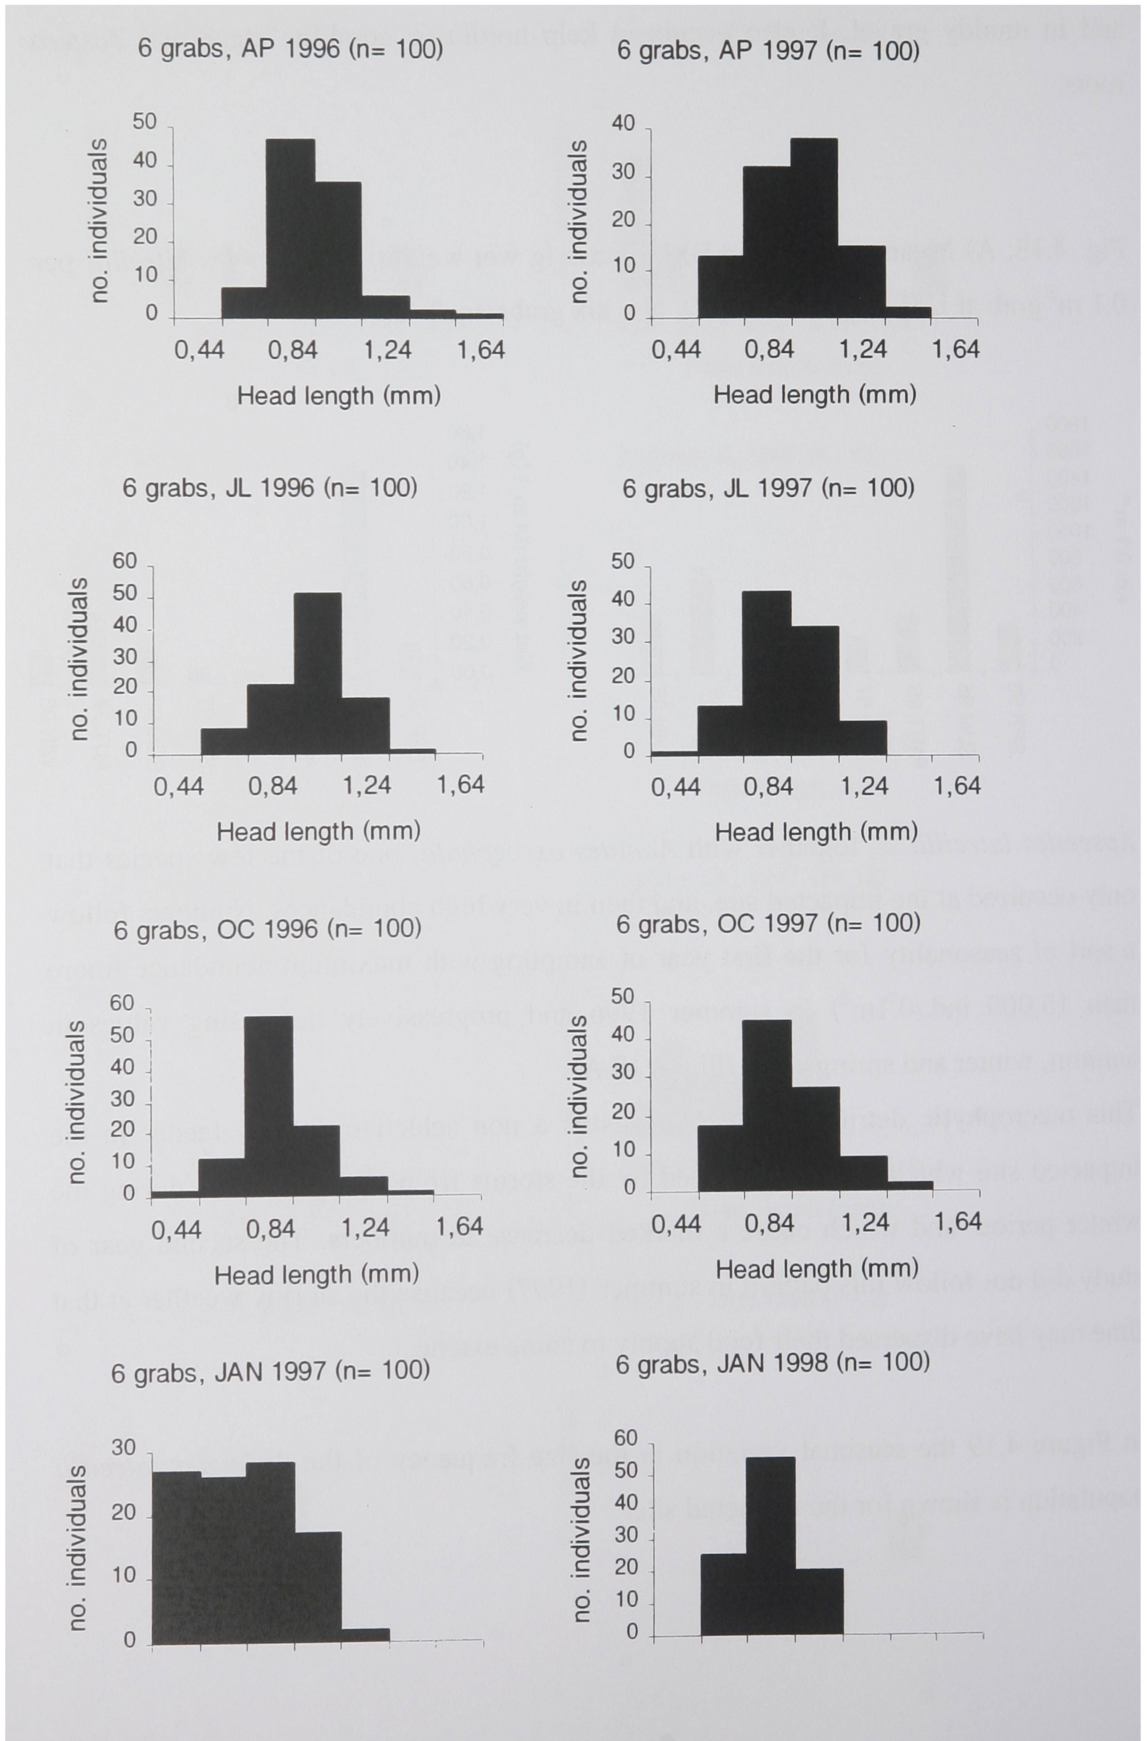 6 grabs, AP 1996 (n= 100)
no. individuals
50
40
30
20
10
0
0,44 0,84 1,24 1,64
Head length (mm)
6 grabs, AP 1997 (n= 100)
no. individuals
40
30
20
10
0
0,44 0,84 1,24 1,64
Head length (mm)
6 grabs, JL 1996 (n= 100)
no. individuals
60
50
40
30
20
10
0
0,44 0,84 1,24 1,64
Head length (mm)
6 grabs, JL 1997 (n= 100)
no. individuals
50
40
30
20
10
0
0,44 0,84 1,24 1,64
Head length (mm)
6 grabs, OC 1996 (n= 100)
no. individuals
60
50
40
30
20
10
0
0,44 0,84 1,24 1,64
Head length (mm)
6 grabs, OC 1997 (n= 100)
no. individuals
50
40
30
20
10
0
0,44 0,84 1,24 1,64
Head length (mm)
6 grabs, JAN 1997 (n= 100)
no. individuals
30
20
10
0
6 grabs, JAN 1998 (n= 100)
no. individuals
60
50
40
30
20
10
0